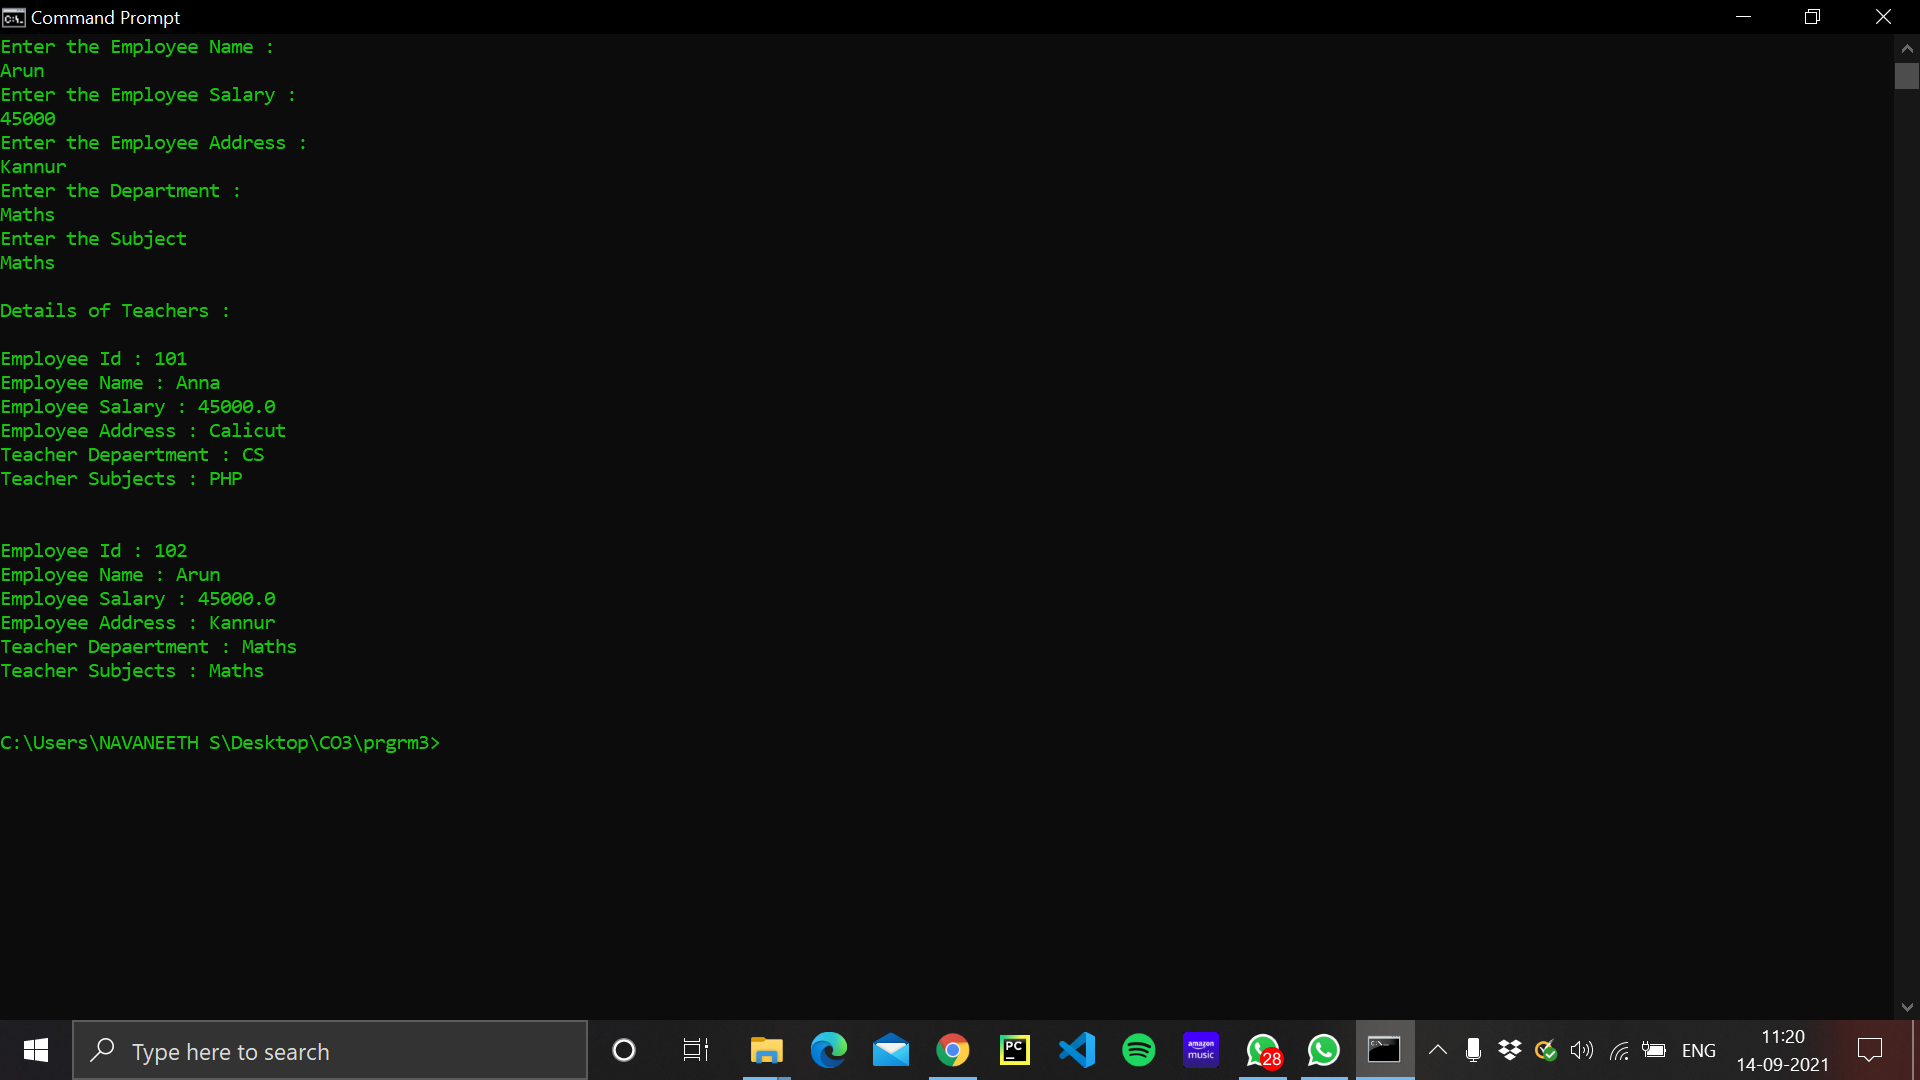 Command Prompt
Enter the Employee Name :
Arun
Enter the Employee Salary :
45000
Enter the Employee Address :
Kannur
Enter the Department :
Maths
Enter the Subject
Maths
Details of Teachers :
Employee Id : 101
Employee Name : Anna
Employee Salary : 45000.0
Employee Address : Calicut
Teacher Depaertment : CS
Teacher Subjects : PHP
Employee Id : 102
Employee Name : Arun
Employee Salary : 45000.0
Employee Address : Kannur
Teacher Depaertment : Maths
Teacher Subjects : Maths
C:\Users\NAVANEETH S\Desktop\CO3\prgrm3>
Type here to search
PC
amazon
music
28
ENG
11:20
14-09-2021